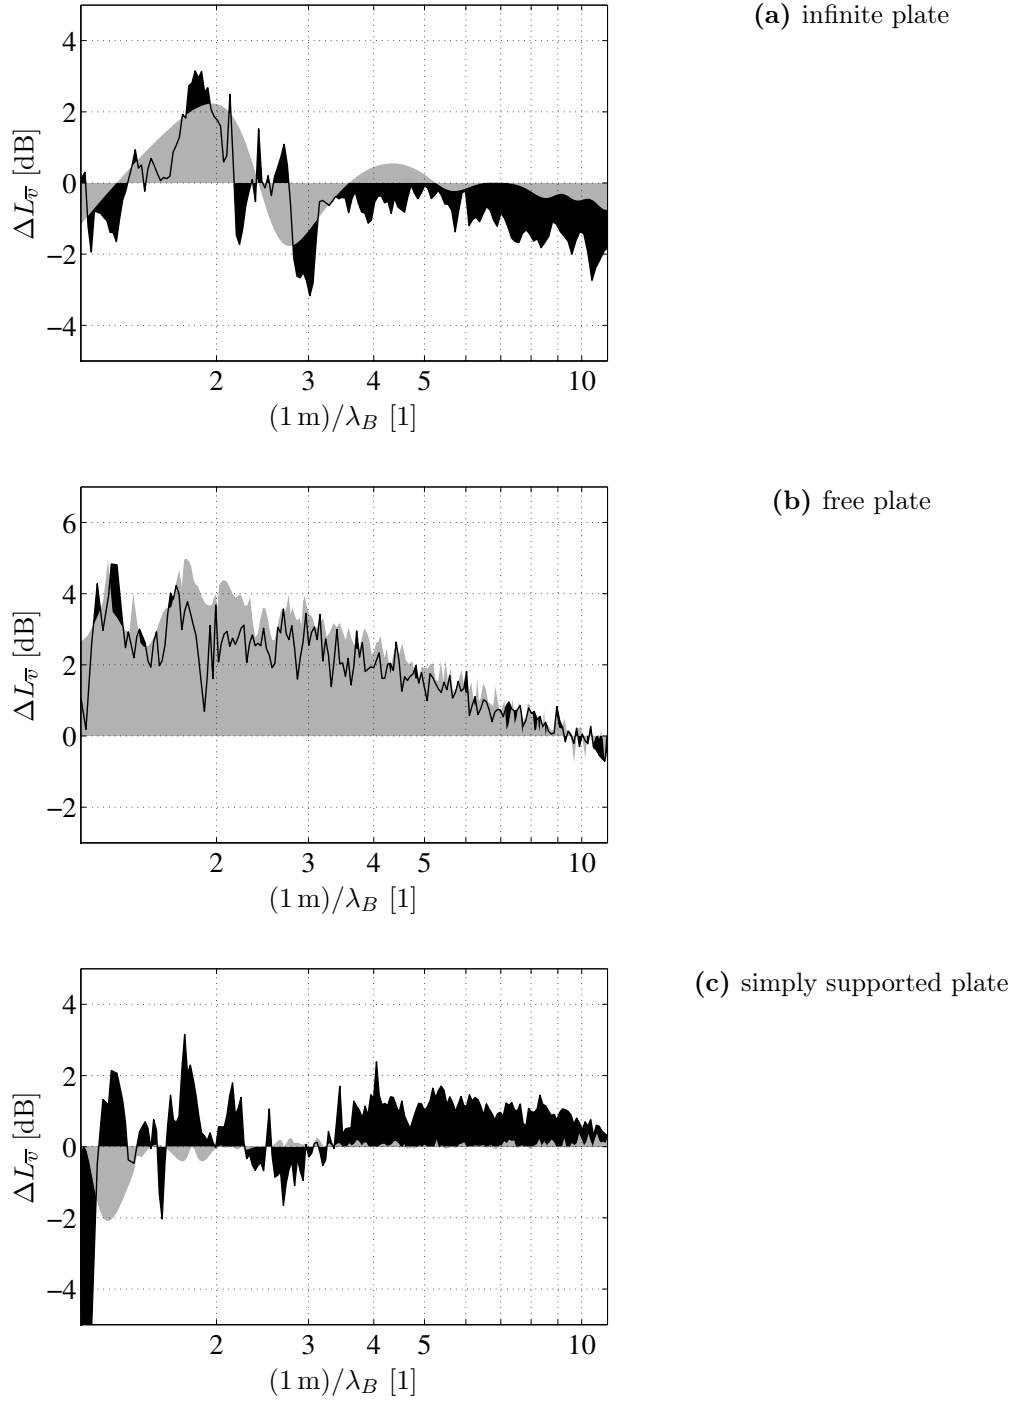 (a) infinite plate
4
2
0
−2
−4
ΔL_v̅ [dB]
2 3 4 5 10
(1 m)/λ_B [1]
(b) free plate
6
4
2
0
−2
ΔL_v̅ [dB]
2 3 4 5 10
(1 m)/λ_B [1]
(c) simply supported plate
4
2
0
−2
−4
ΔL_v̅ [dB]
2 3 4 5 10
(1 m)/λ_B [1]